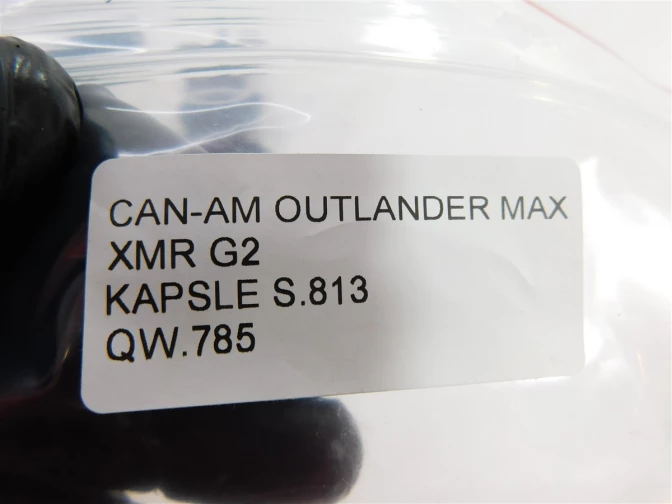 CAN-AM OUTLANDER MAX
XMR G2
KAPSLE S.813
QW.785